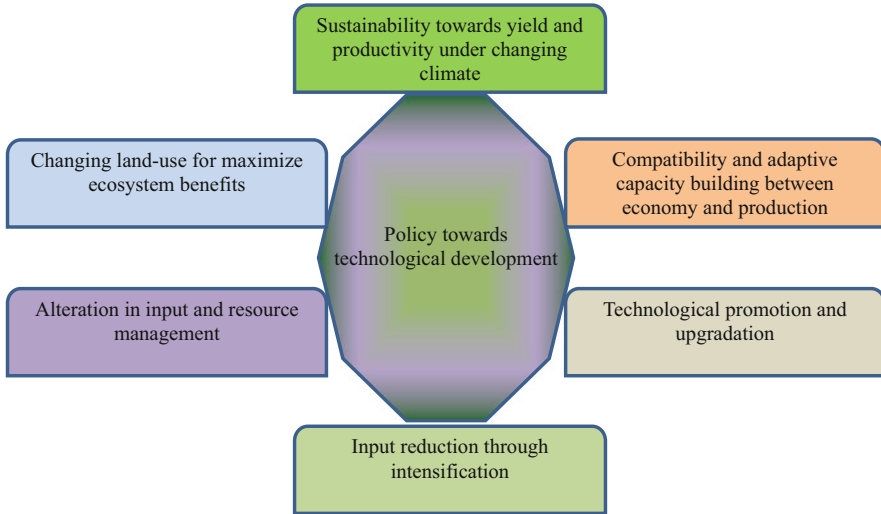 Sustainability towards yield and
productivity under changing
climate
Changing land-use for maximize
ecosystem benefits
Compatibility and adaptive
capacity building between
economy and production
Policy towards
technological development
Alteration in input and resource
management
Technological promotion and
upgradation
Input reduction through
intensification